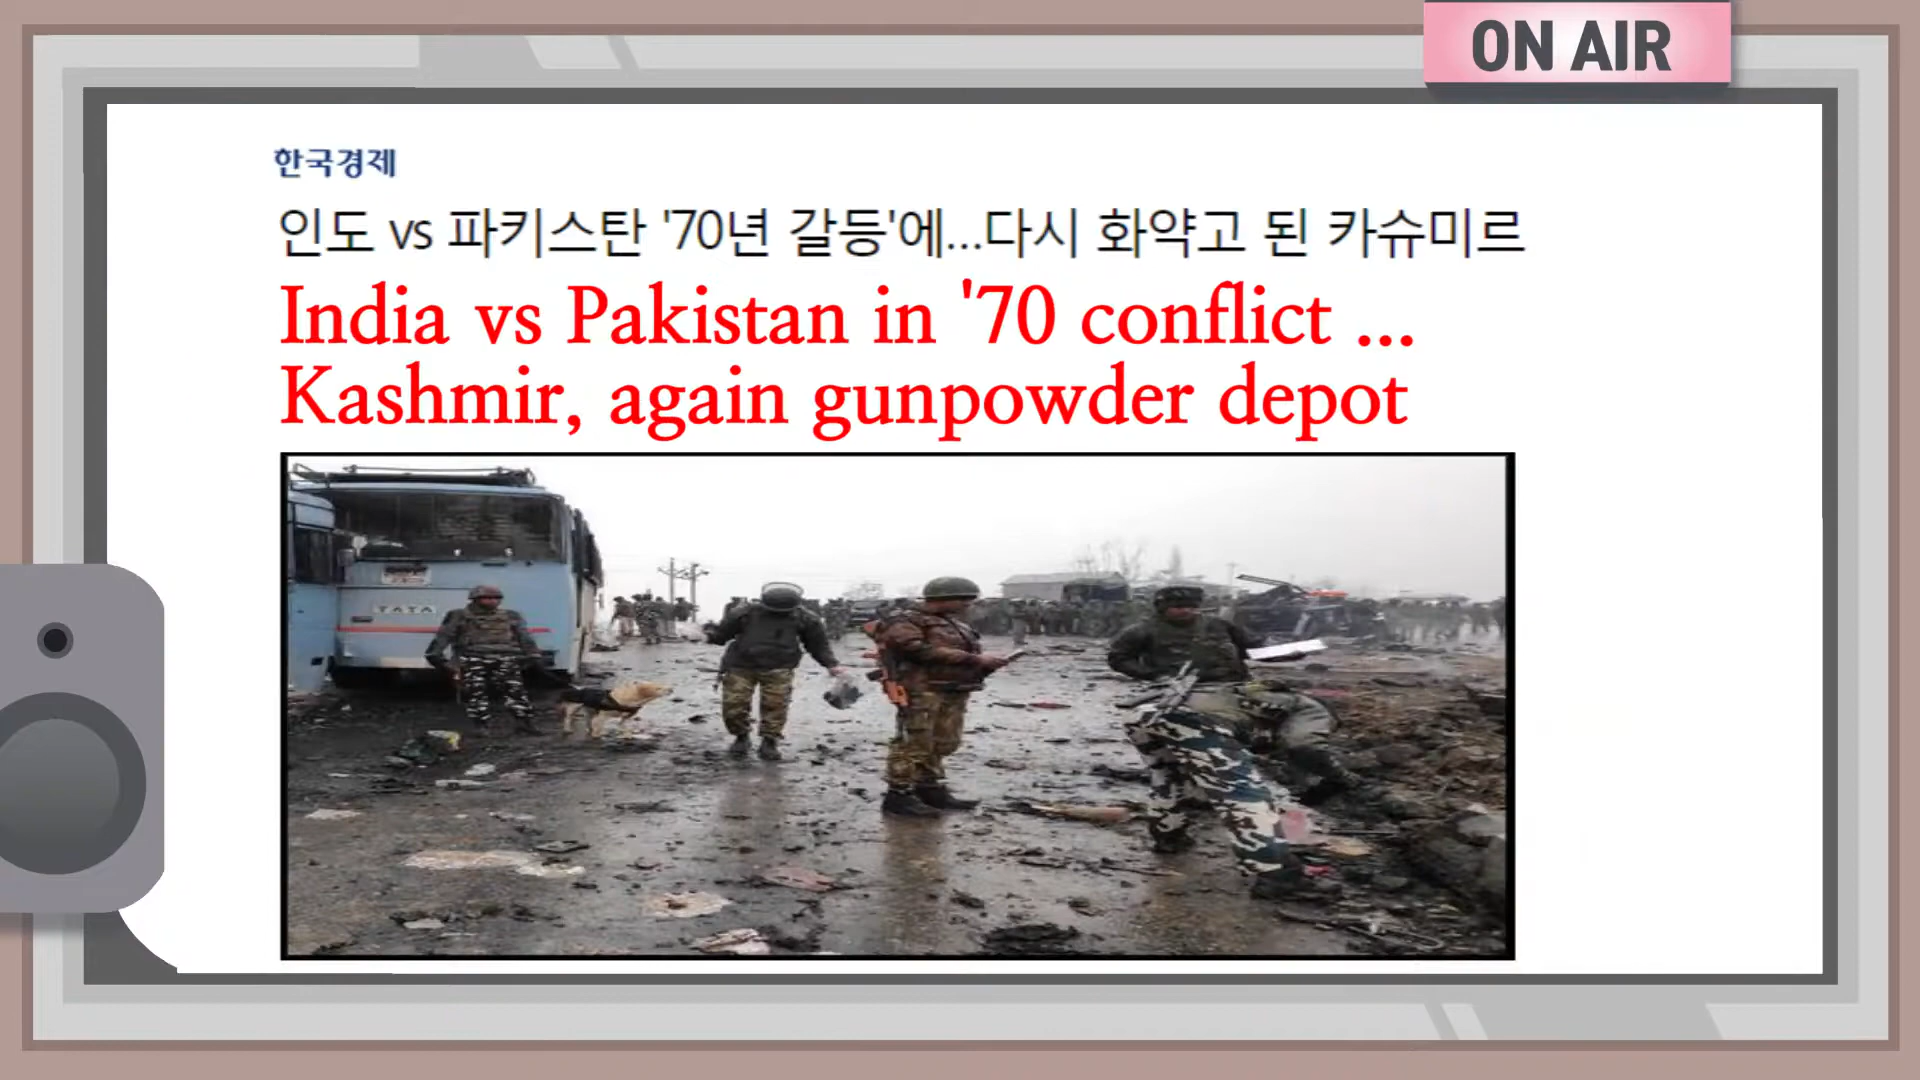 ON AIR
한국경제
인도 vs 파키스탄 '70년 갈등'에...다시 화약고 된 카슈미르
India vs Pakistan in '70 conflict ...
Kashmir, again gunpowder depot
TATA